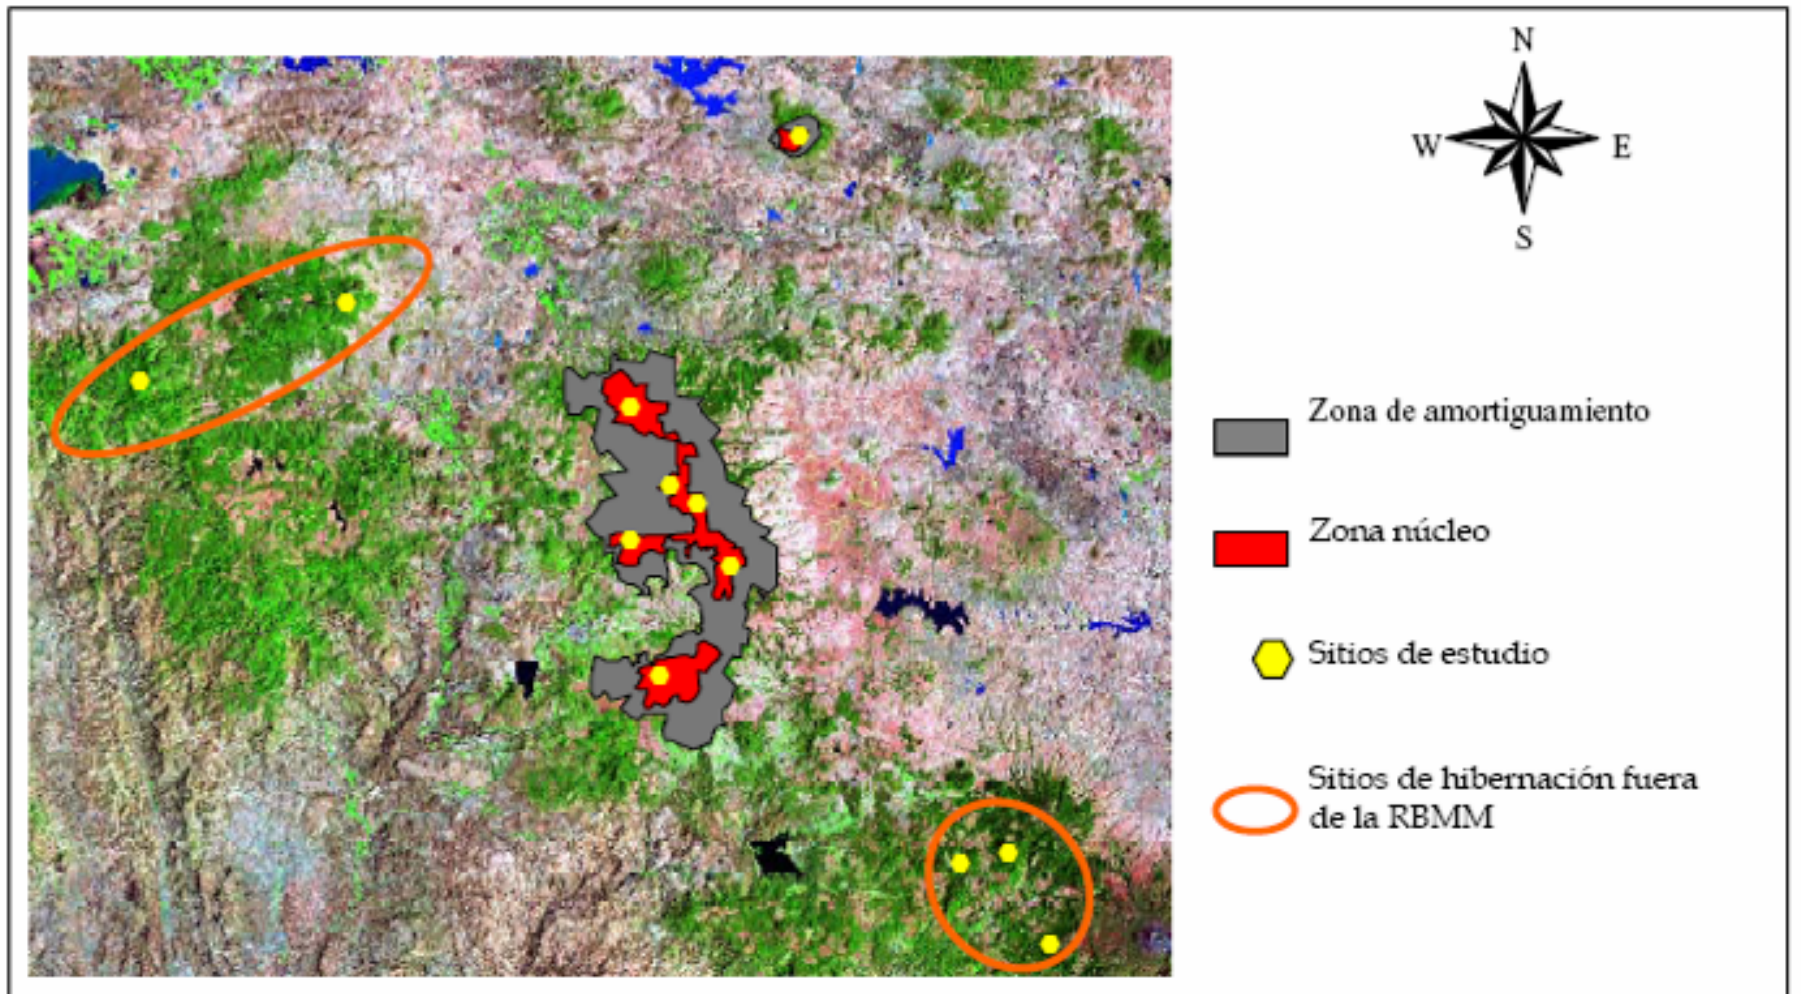 N
W E
S
Zona de amortiguamiento
Zona núcleo
Sitios de estudio
Sitios de hibernación fuera
de la RBMM